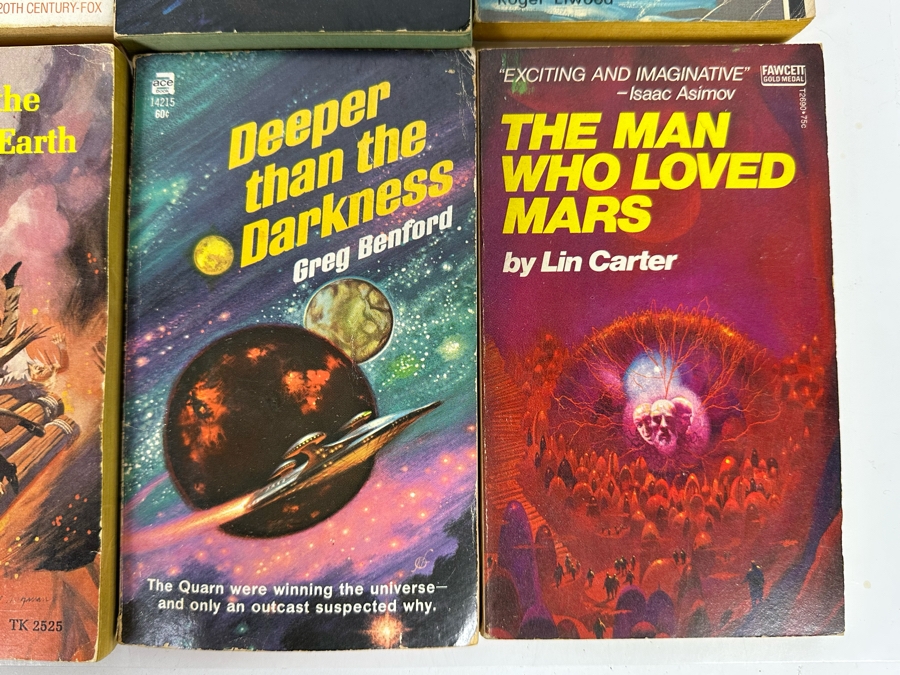 20TH CENTURY-FOX
Roger Elwood
the
Earth
TK 2525
ace
BOOK
14215
60¢
Deeper
than the
Darkness
Greg Benford
The Quarn were winning the universe—
and only an outcast suspected why.
"EXCITING AND IMAGINATIVE"
—Isaac Asimov
FAWCETT
GOLD MEDAL
T2690 • 75c
THE MAN
WHO LOVED
MARS
by Lin Carter